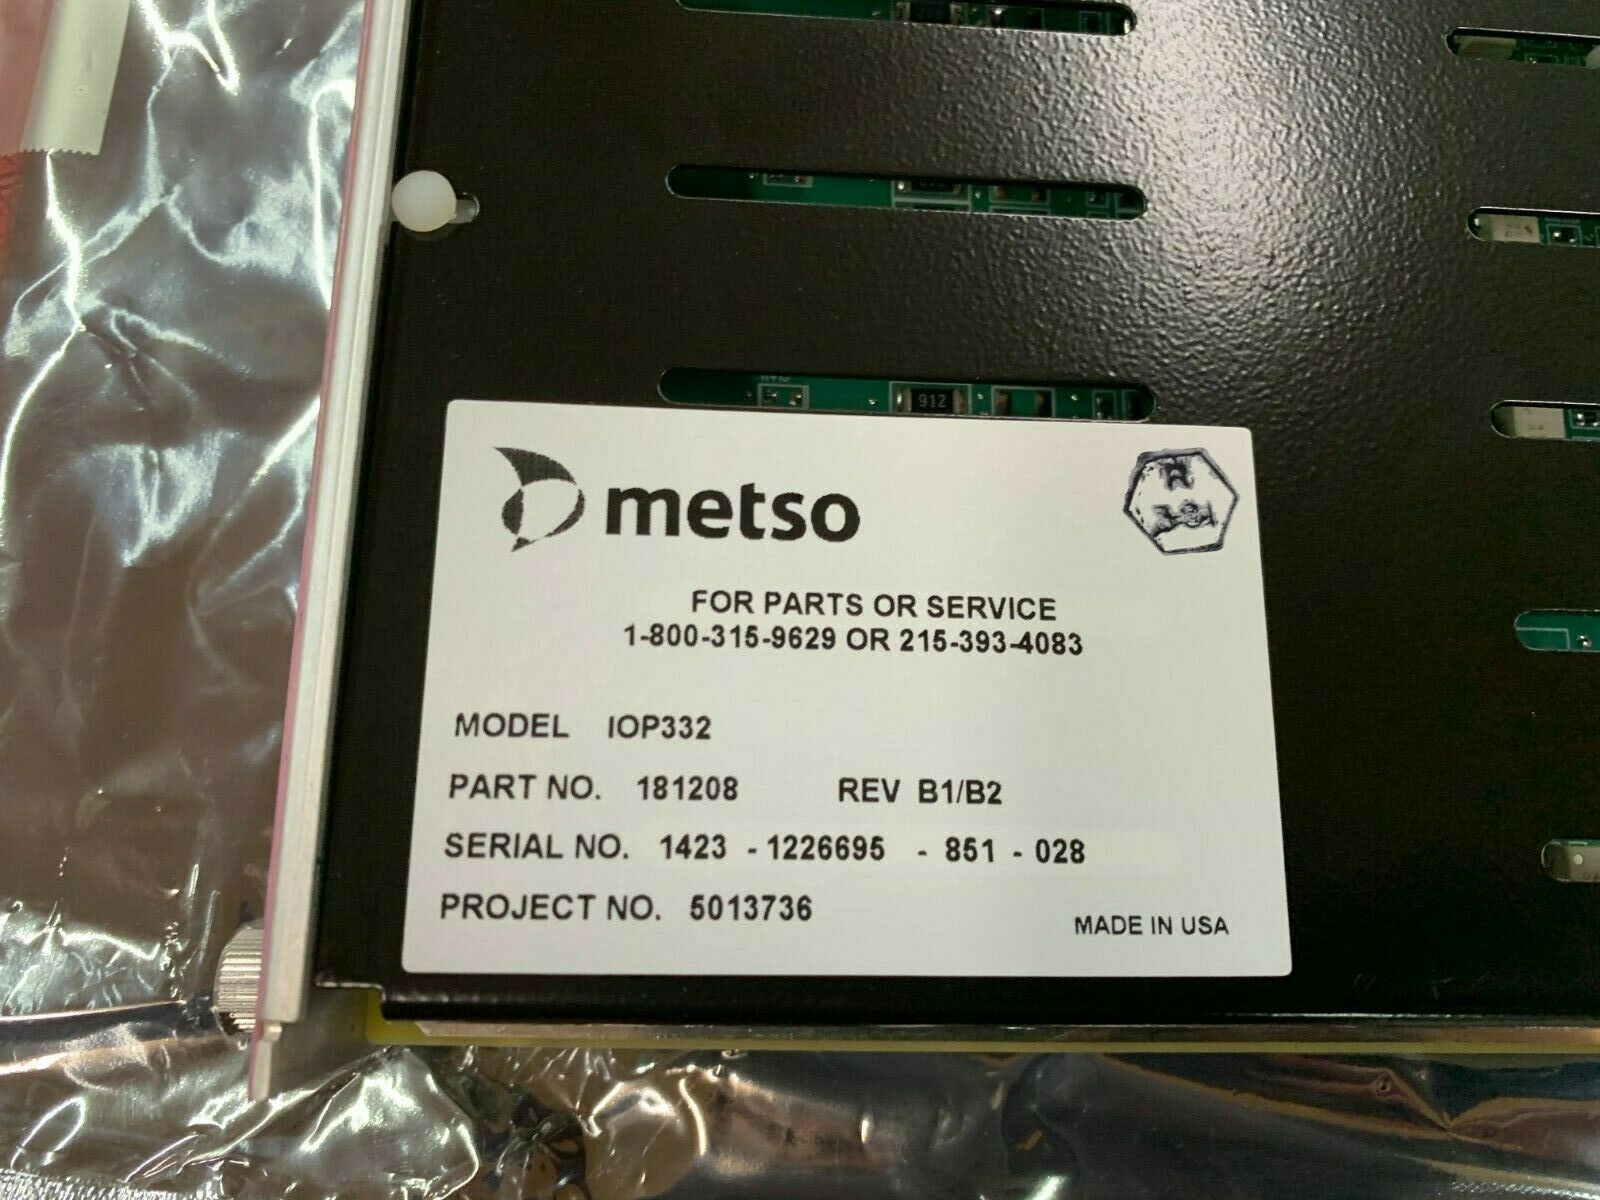 912
metso
FOR PARTS OR SERVICE
1-800-315-9629 OR 215-393-4083
MODEL IOP332
PART NO. 181208 REV B1/B2
SERIAL NO. 1423 - 1226695 - 851 - 028
PROJECT NO. 5013736
MADE IN USA